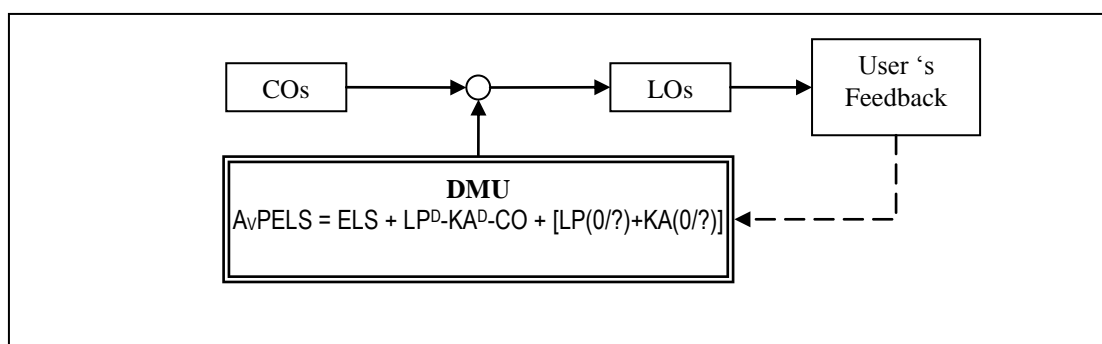 COs
LOs
User ‘s
Feedback
DMU
AvPELS = ELS + LPᴰ-KAᴰ-CO + [LP(0/?)+KA(0/?)]